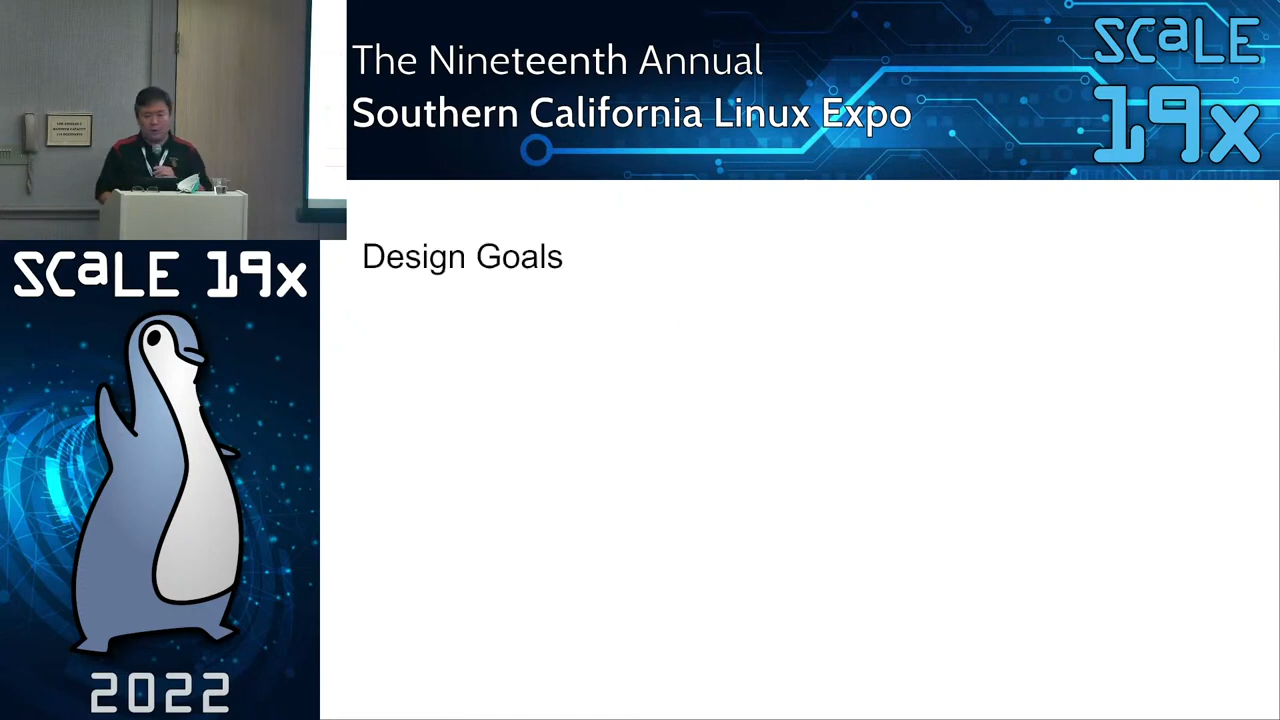 The Nineteenth Annual
Southern California Linux Expo
SCaLE
19x
Design Goals
SCaLE 19x
2022